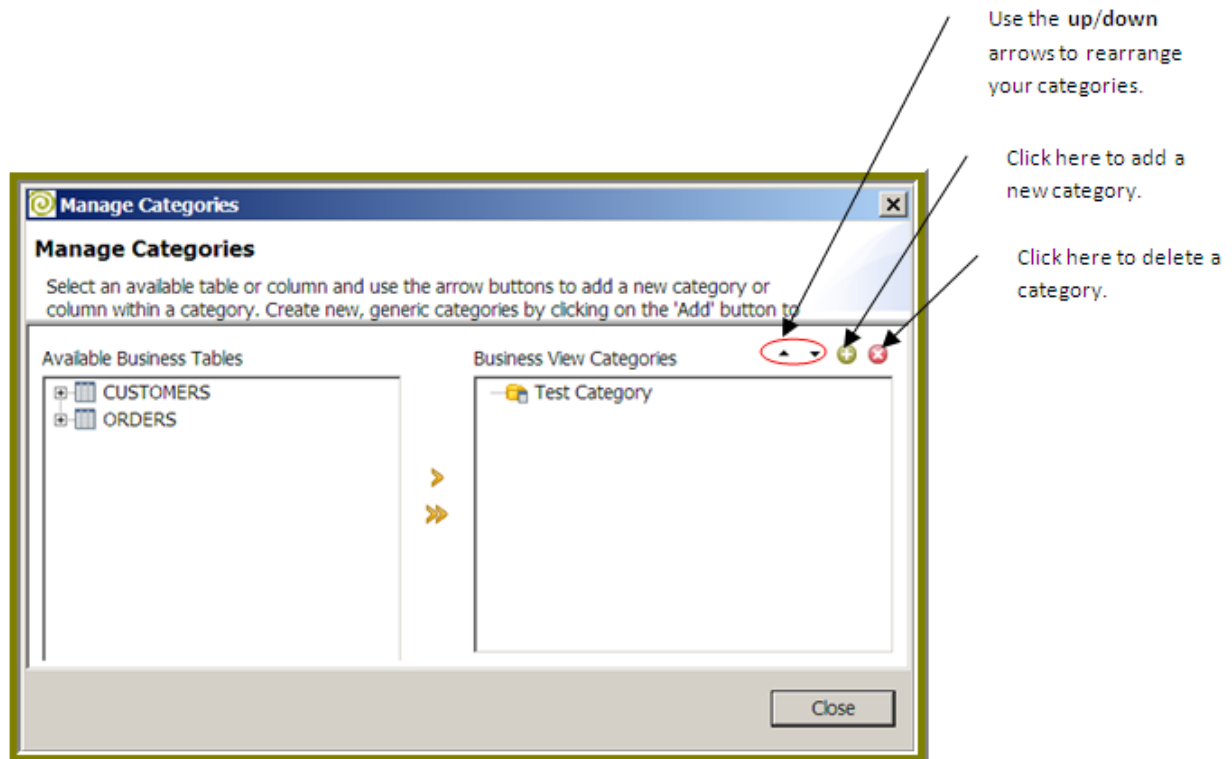 Use the up/down
arrows to rearrange
your categories.
Click here to add a
new category.
Click here to delete a
category.
Manage Categories
Manage Categories
Select an available table or column and use the arrow buttons to add a new category or
column within a category. Create new, generic categories by clicking on the 'Add' button to
Available Business Tables
Business View Categories
CUSTOMERS
ORDERS
Test Category
Close